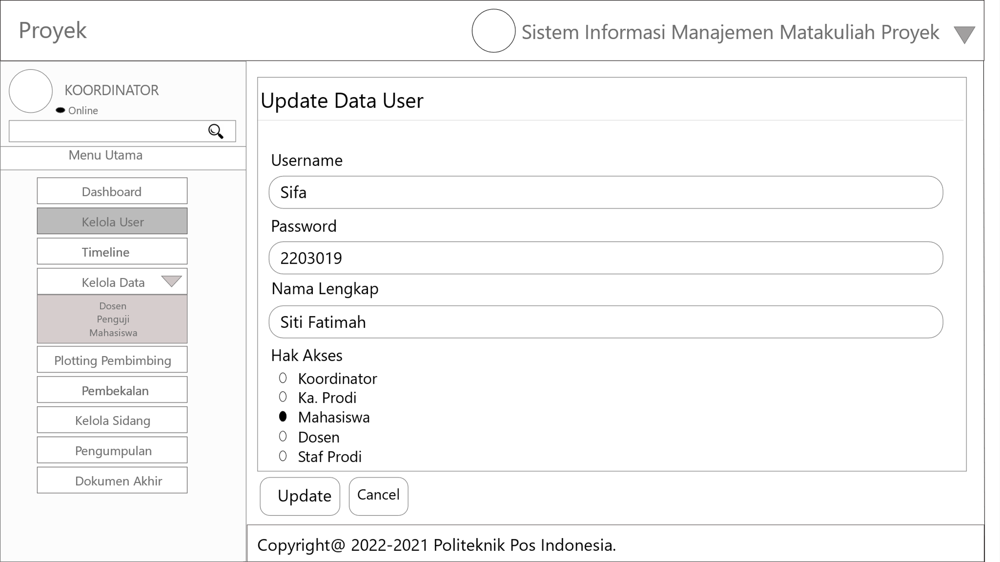 Proyek
Sistem Informasi Manajemen Matakuliah Proyek
KOORDINATOR
Online
Menu Utama
Dashboard
Kelola User
Timeline
Kelola Data
Dosen
Penguji
Mahasiswa
Plotting Pembimbing
Pembekalan
Kelola Sidang
Pengumpulan
Dokumen Akhir
Update Data User
Username
Sifa
Password
2203019
Nama Lengkap
Siti Fatimah
Hak Akses
Koordinator
Ka. Prodi
Mahasiswa
Dosen
Staf Prodi
Update
Cancel
Copyright@ 2022-2021 Politeknik Pos Indonesia.